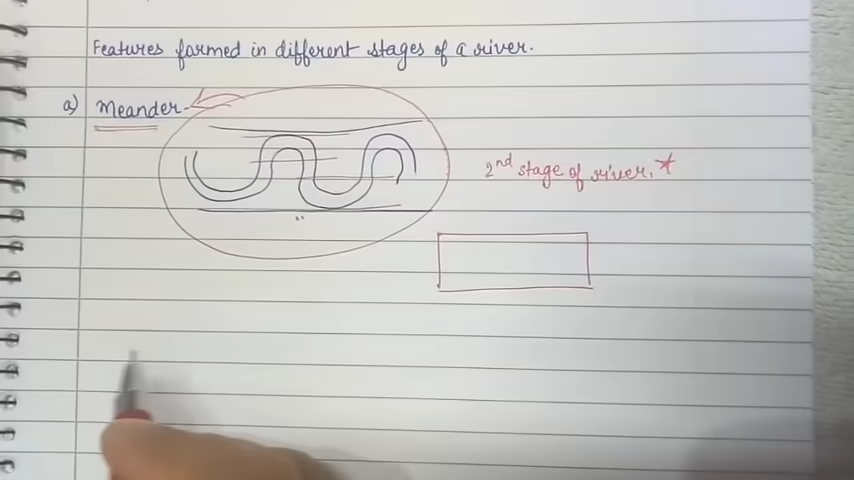 Features formed in different stages of a river.
a) Meander-
2nd stage of river. *